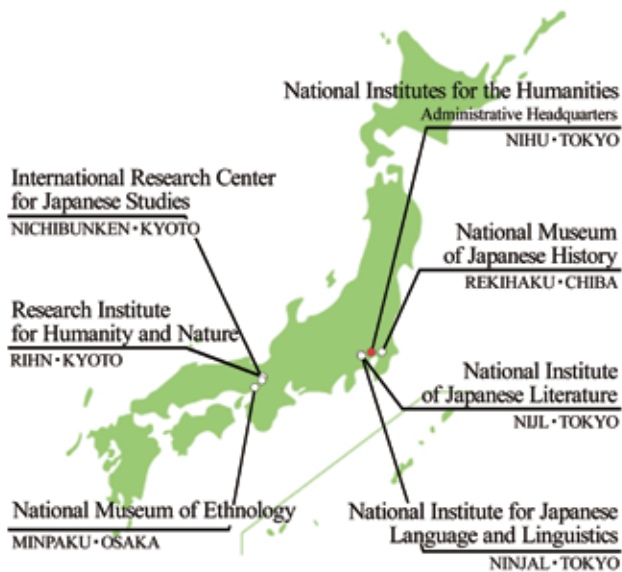 National Institutes for the Humanities
Administrative Headquarters
NIHU・TOKYO
International Research Center
for Japanese Studies
NICHIBUNKEN・KYOTO
National Museum
of Japanese History
REKIHAKU・CHIBA
Research Institute
for Humanity and Nature
RIHN・KYOTO
National Institute
of Japanese Literature
NIJL・TOKYO
National Museum of Ethnology
MINPAKU・OSAKA
National Institute for Japanese
Language and Linguistics
NINJAL・TOKYO